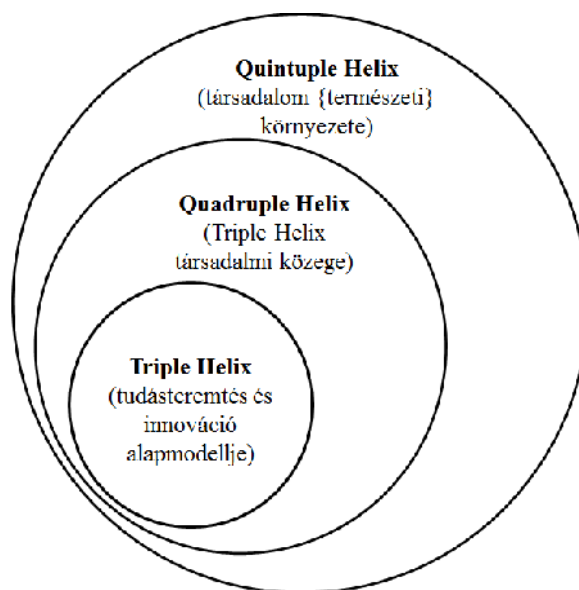 Quintuple Helix
(társadalom {természeti}
környezete)
Quadruple Helix
(Triple Helix
társadalmi közege)
Triple Helix
(tudásteremtés és
innováció
alapmodellje)